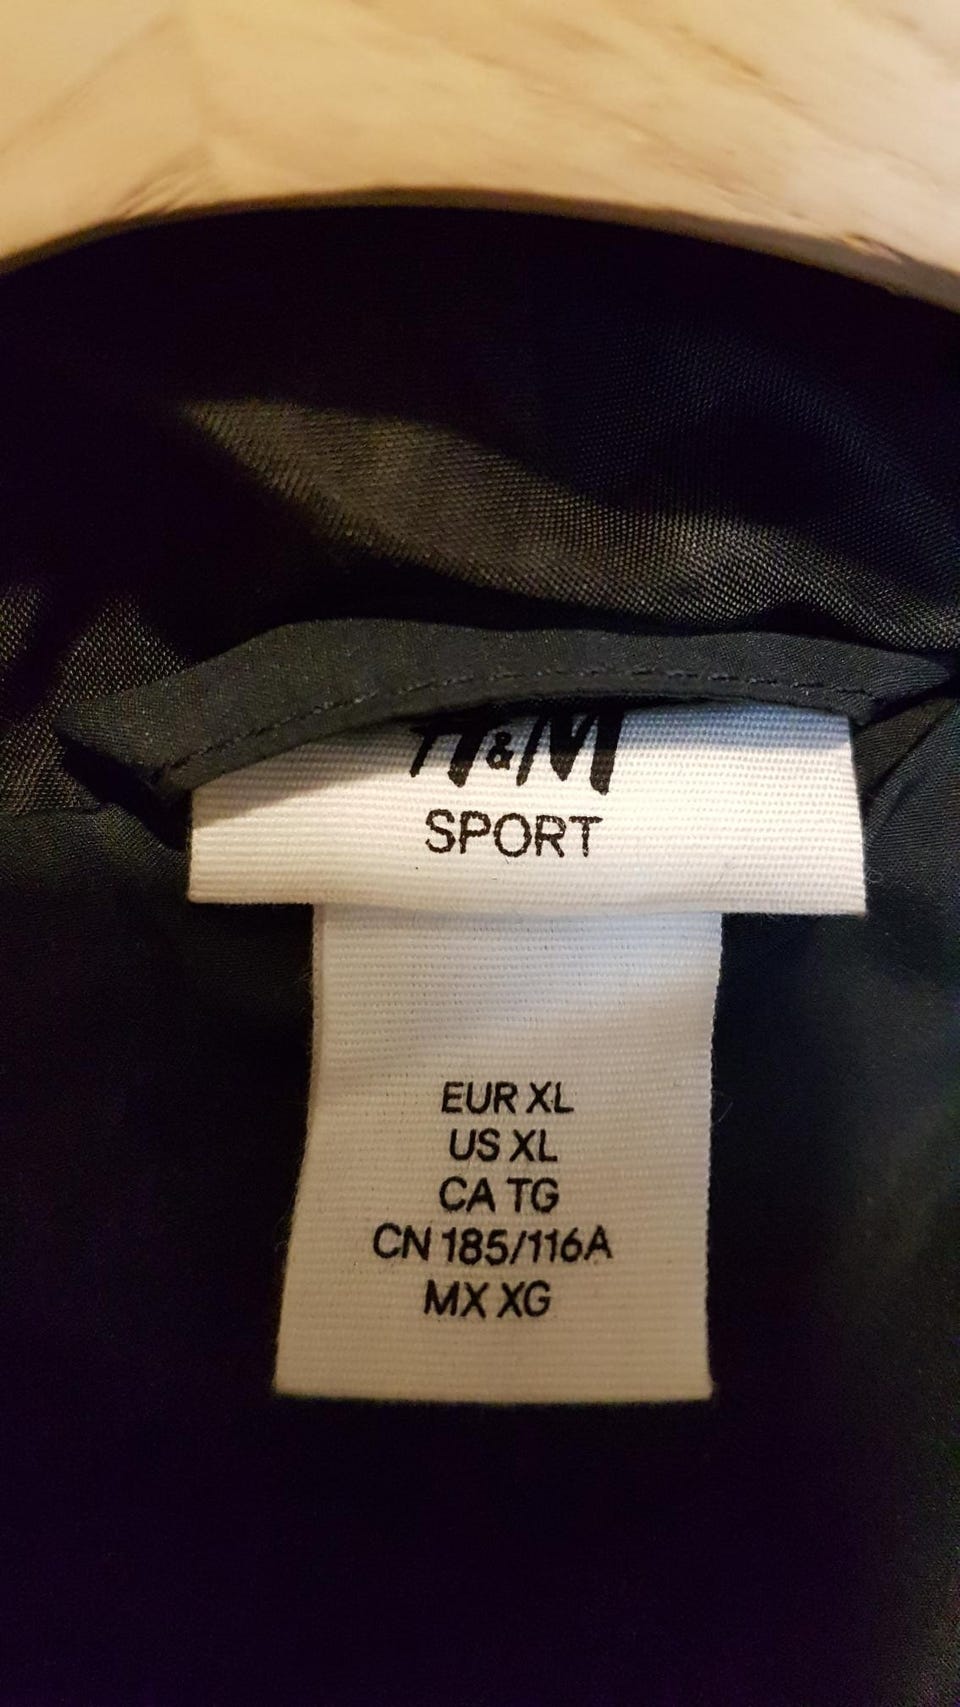 H&M
SPORT
EUR XL
US XL
CA TG
CN 185/116A
MX XG